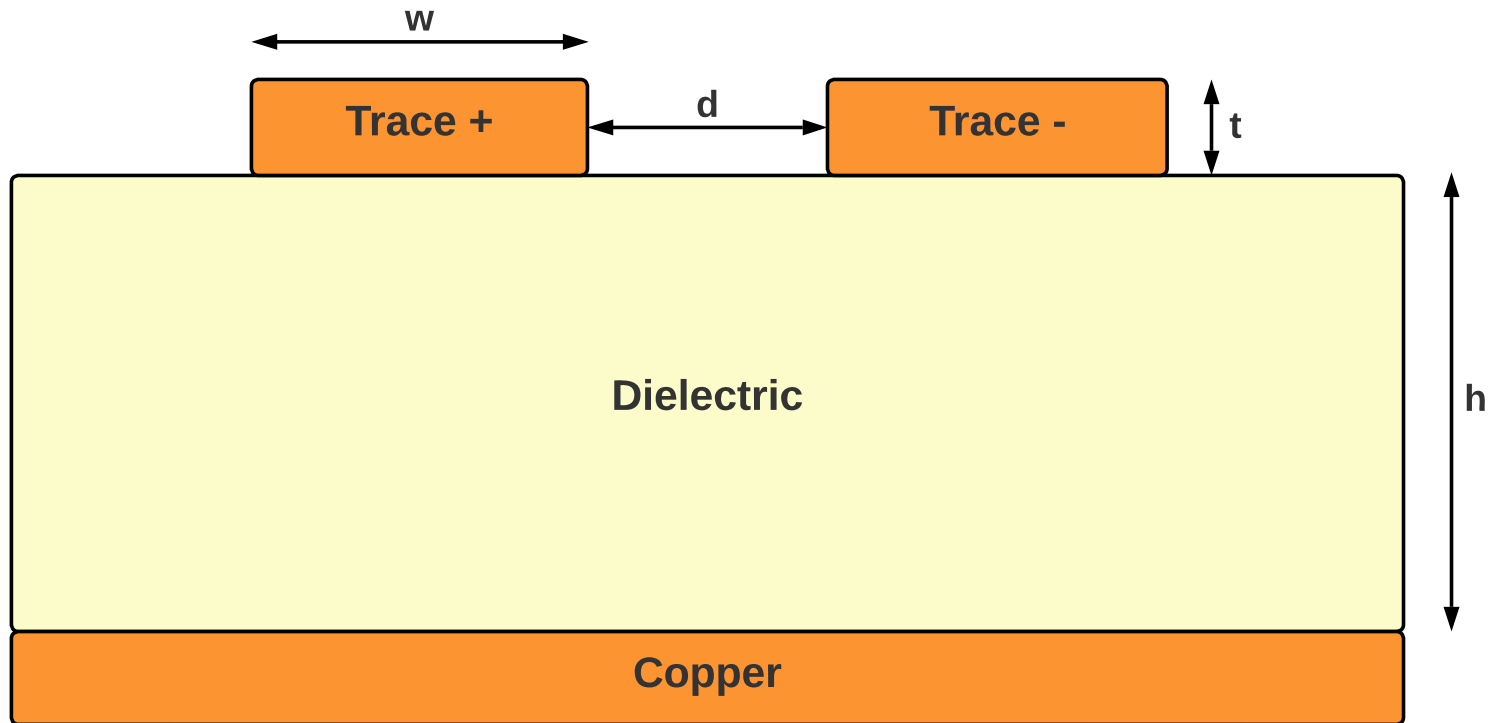 w
Trace +
d
Trace -
t
Dielectric
h
Copper